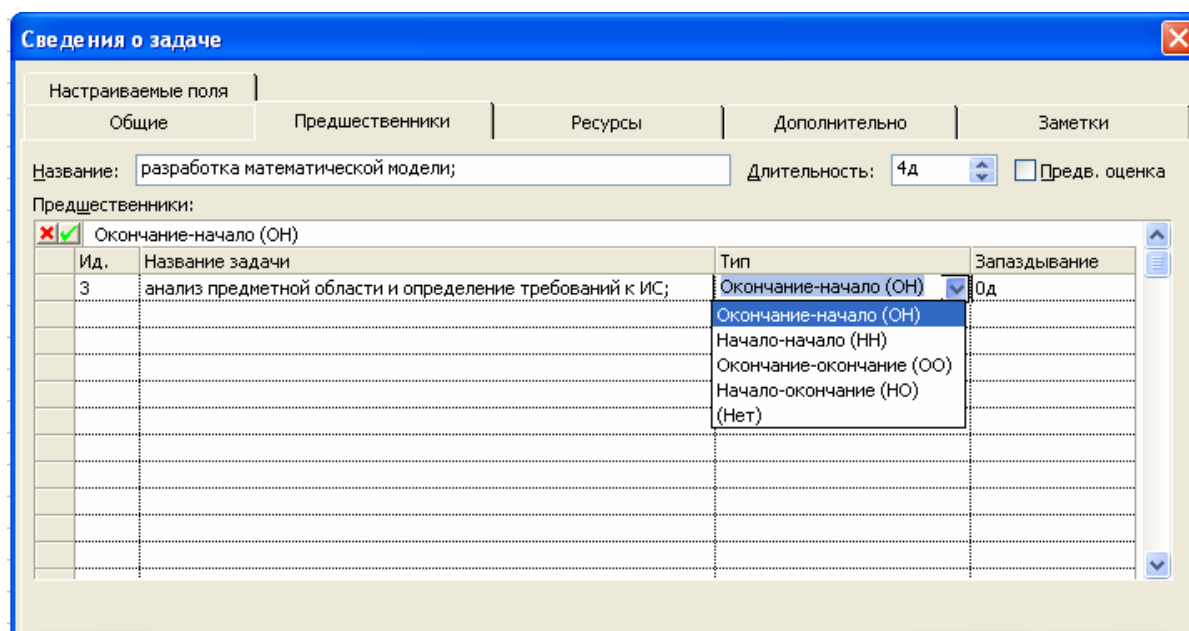 Сведения о задаче
Настраиваемые поля
Общие Предшественники Ресурсы Дополнительно Заметки
Название: разработка математической модели; Длительность: 4д Предв. оценка
Предшественники:
Окончание-начало (ОН)
Ид. Название задачи Тип Запаздывание
3 анализ предметной области и определение требований к ИС; Окончание-начало (ОН) 0д
Окончание-начало (ОН)
Начало-начало (НН)
Окончание-окончание (ОО)
Начало-окончание (НО)
(Нет)